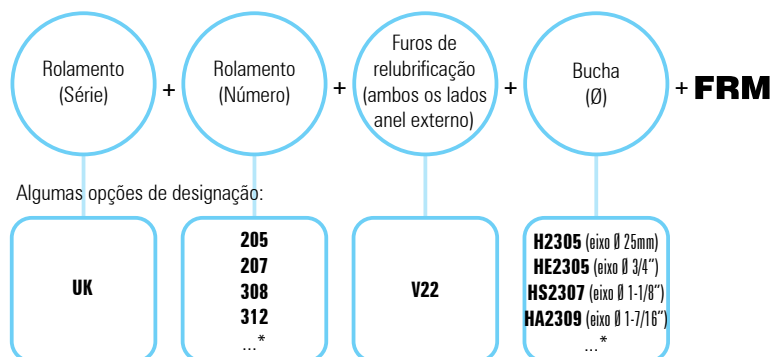 Rolamento
(Série)
+
Rolamento
(Número)
+
Furos de
relubrificação
(ambos os lados
anel externo)
+
Bucha
(Ø)
+ FRM
Algumas opções de designação:
UK
205
207
308
312
...*
V22
H2305 (eixo Ø 25mm)
HE2305 (eixo Ø 3/4”)
HS2307 (eixo Ø 1-1/8”)
HA2309 (eixo Ø 1-7/16”)
...*